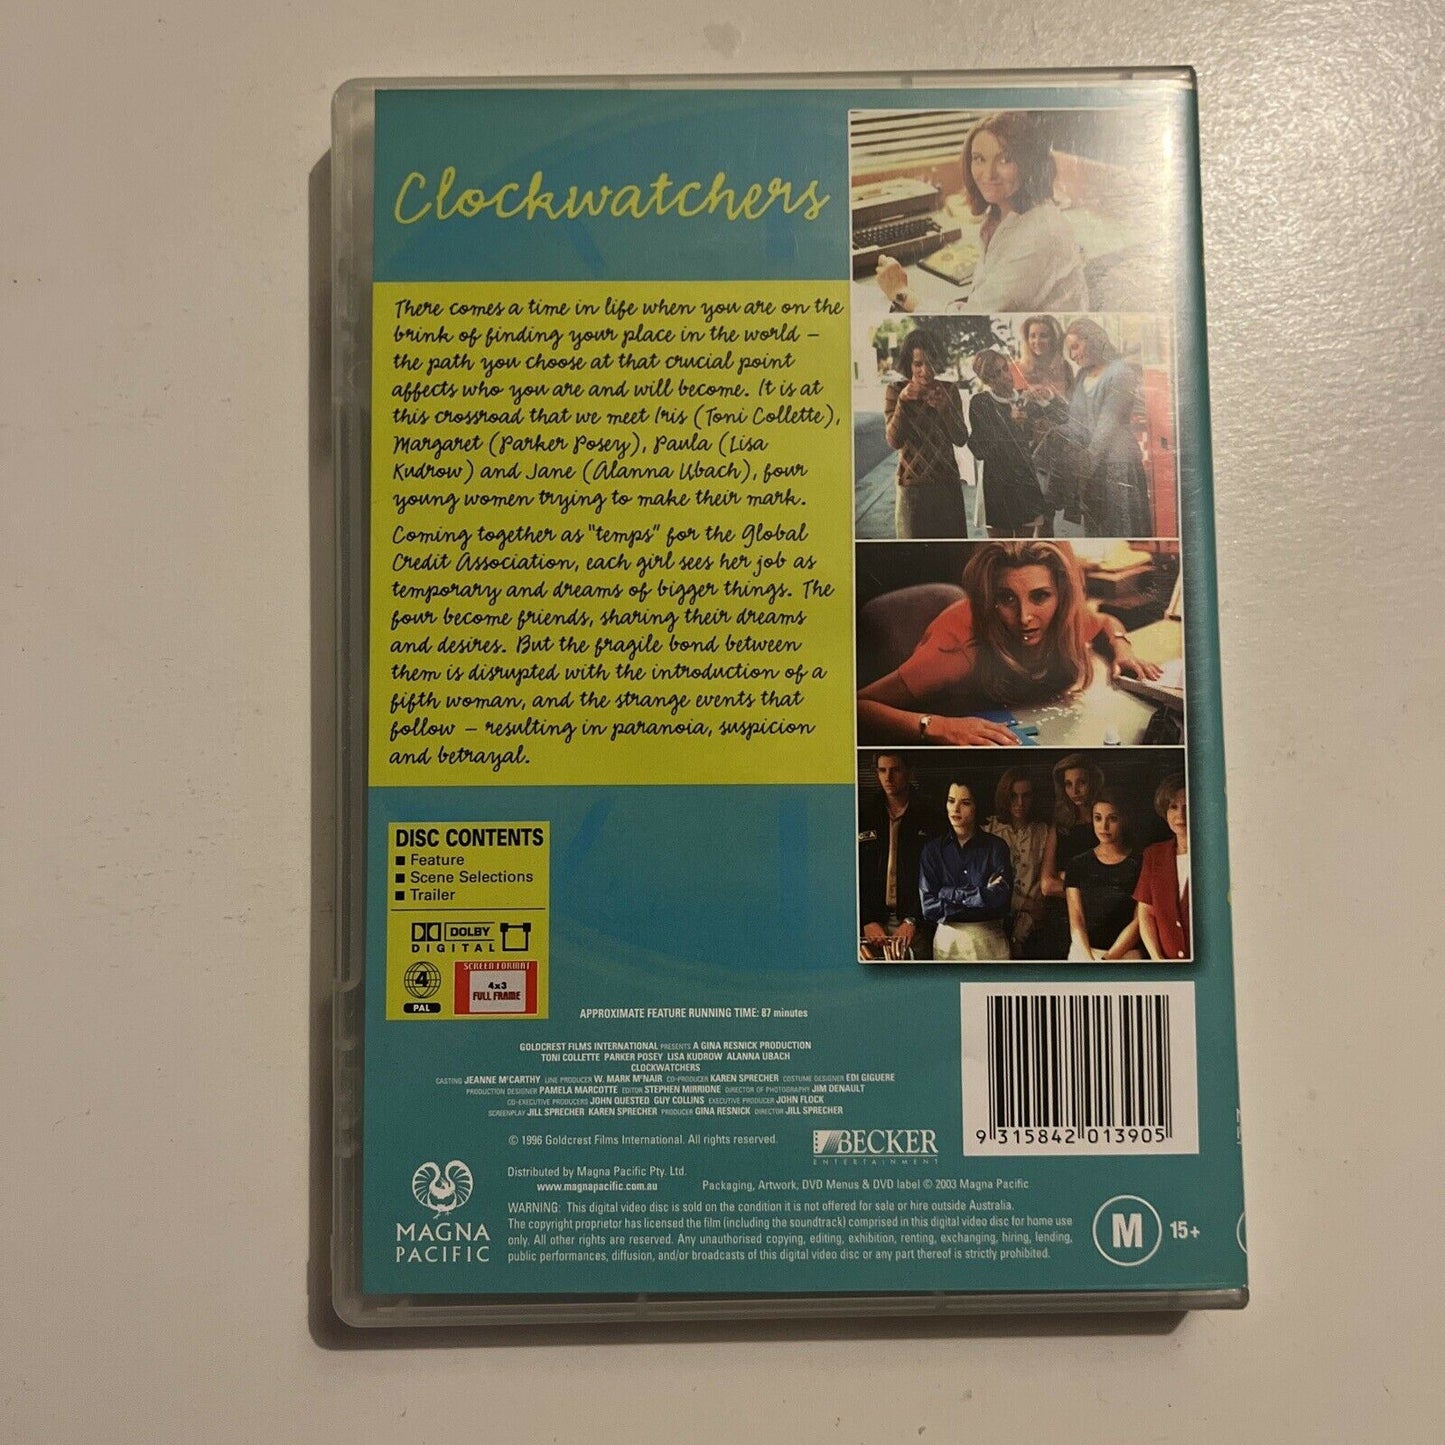 Clockwatchers
There comes a time in life when you are on the
brink of finding your place in the world –
the path you choose at that crucial point
affects who you are and will become. It is at
this crossroad that we meet Iris (Toni Collette),
Margaret (Parker Posey), Paula (Lisa
Kudrow) and Jane (Alanna Ubach), four
young women trying to make their mark.
Coming together as "temps" for the Global
Credit Association, each girl sees her job as
temporary and dreams of bigger things. The
four become friends, sharing their dreams
and desires. But the fragile bond between
them is disrupted with the introduction of a
fifth woman, and the strange events that
follow – resulting in paranoia, suspicion
and betrayal.
DISC CONTENTS
■ Feature
■ Scene Selections
■ Trailer
DOLBY
DIGITAL
4
PAL
SCREEN FORMAT
4x3
FULL FRAME
APPROXIMATE FEATURE RUNNING TIME: 87 minutes
GOLDCREST FILMS INTERNATIONAL PRESENTS A GINA RESNICK PRODUCTION
TONI COLLETTE PARKER POSEY LISA KUDROW ALANNA UBACH
CLOCKWATCHERS
CASTING JEANNE McCARTHY LINE PRODUCER W. MARK McNAIR CO-PRODUCER KAREN SPRECHER COSTUME DESIGNER EDI GIGUERE
PRODUCTION DESIGNER PAMELA MARCOTTE EDITOR STEPHEN MIRRIONE DIRECTOR OF PHOTOGRAPHY JIM DENAULT
CO-EXECUTIVE PRODUCERS JOHN QUESTED GUY COLLINS EXECUTIVE PRODUCER JOHN FLOCK
SCREENPLAY JILL SPRECHER KAREN SPRECHER PRODUCER GINA RESNICK DIRECTOR JILL SPRECHER
© 1996 Goldcrest Films International. All rights reserved.
BECKER
ENTERTAINMENT
9 315842 013905
Distributed by Magna Pacific Pty. Ltd.
www.magnapacific.com.au
Packaging, Artwork, DVD Menus & DVD label © 2003 Magna Pacific
MAGNA
PACIFIC
WARNING: This digital video disc is sold on the condition it is not offered for sale or hire outside Australia.
The copyright proprietor has licensed the film (including the soundtrack) comprised in this digital video disc for home use
only. All other rights are reserved. Any unauthorised copying, editing, exhibition, renting, exchanging, hiring, lending,
public performances, diffusion, and/or broadcasts of this digital video disc or any part thereof is strictly prohibited.
M 15+